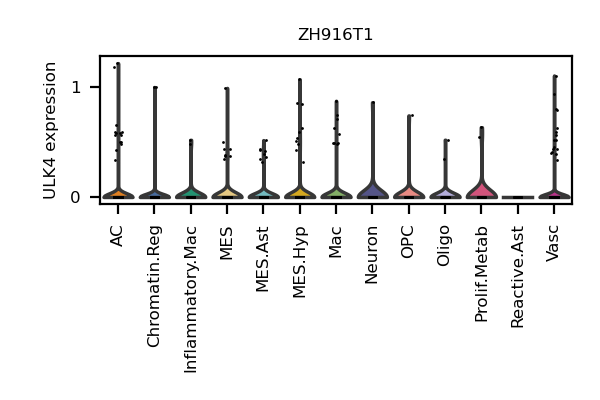 ZH916T1
ULK4 expression
1
0
AC
Chromatin.Reg
Inflammatory.Mac
MES
MES.Ast
MES.Hyp
Mac
Neuron
OPC
Oligo
Prolif.Metab
Reactive.Ast
Vasc